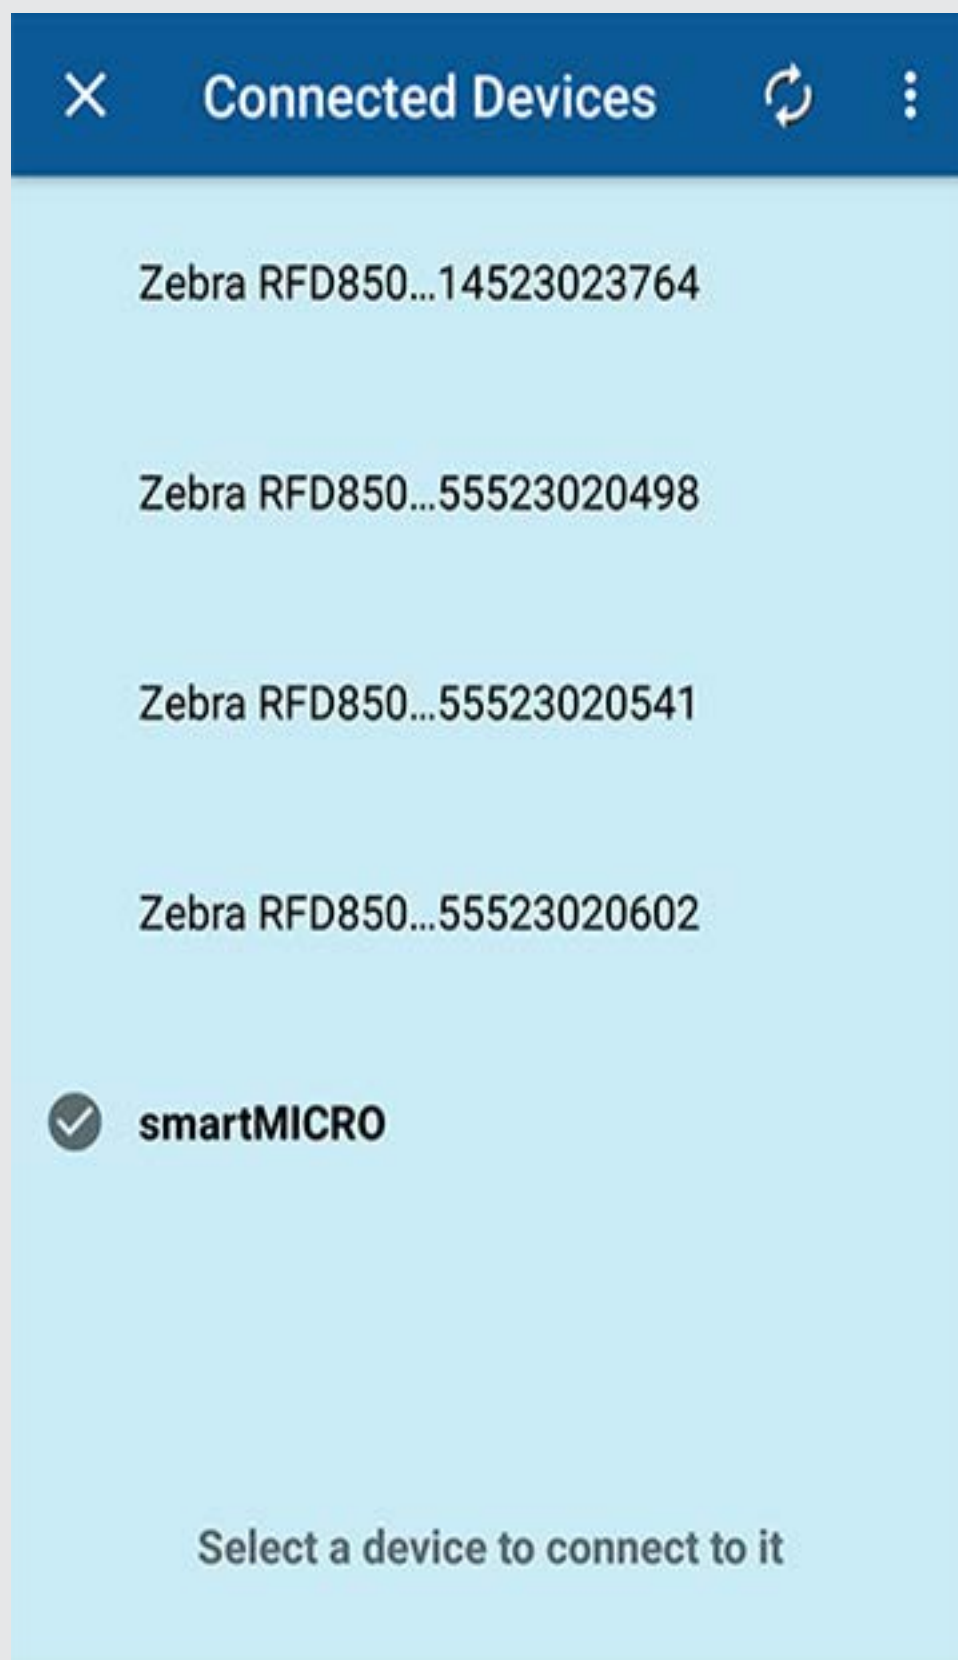 Connected Devices
Zebra RFD850...14523023764
Zebra RFD850...55523020498
Zebra RFD850...55523020541
Zebra RFD850...55523020602
smartMICRO
Select a device to connect to it